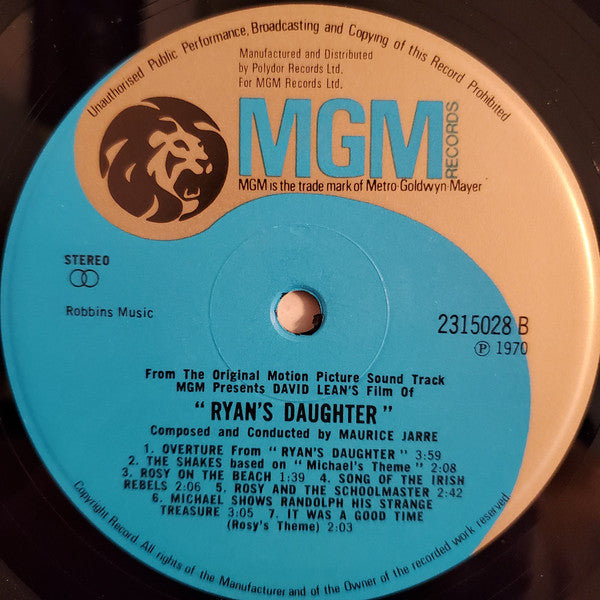 Unauthorised Public Performance, Broadcasting and Copying of this Record Prohibited
Manufactured and Distributed
by Polydor Records Ltd.
For MGM Records Ltd.
MGM
RECORDS
MGM is the trade mark of Metro-Goldwyn-Mayer
STEREO
Robbins Music
2315028 B
Ⓟ 1970
From The Original Motion Picture Sound Track
MGM Presents DAVID LEAN'S Film Of
" RYAN'S DAUGHTER "
Composed and Conducted by MAURICE JARRE
1. OVERTURE From " RYAN'S DAUGHTER " 3:59
2. THE SHAKES based on " Michael's Theme " 2:08
3. ROSY ON THE BEACH 1:39 4. SONG OF THE IRISH
REBELS 2:06 5. ROSY AND THE SCHOOLMASTER 2:42
6. MICHAEL SHOWS RANDOLPH HIS STRANGE
TREASURE 3:05 7. IT WAS A GOOD TIME
(Rosy's Theme) 2:03
Copyright Record. All rights of the Manufacturer and of the Owner of the recorded work reserved.